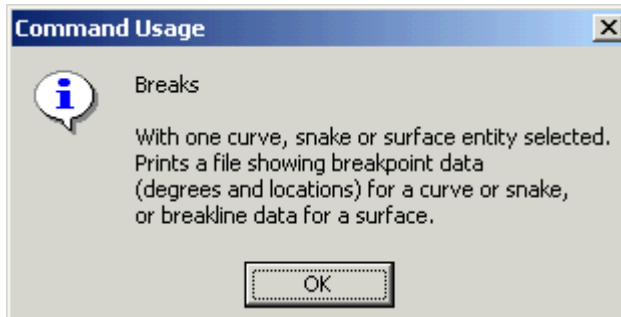 Command Usage
Breaks
With one curve, snake or surface entity selected.
Prints a file showing breakpoint data
(degrees and locations) for a curve or snake,
or breakline data for a surface.
OK